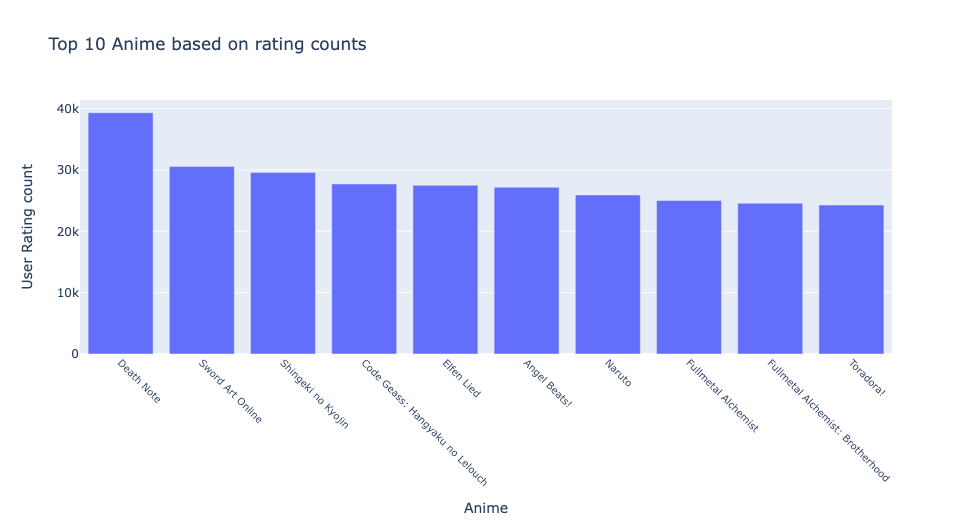 Top 10 Anime based on rating counts
User Rating count
40k
30k
20k
10k
0
Death Note
Sword Art Online
Shingeki no Kyojin
Code Geass: Hangyaku no Lelouch
Elfen Lied
Angel Beats!
Naruto
Fullmetal Alchemist
Fullmetal Alchemist: Brotherhood
Toradora!
Anime